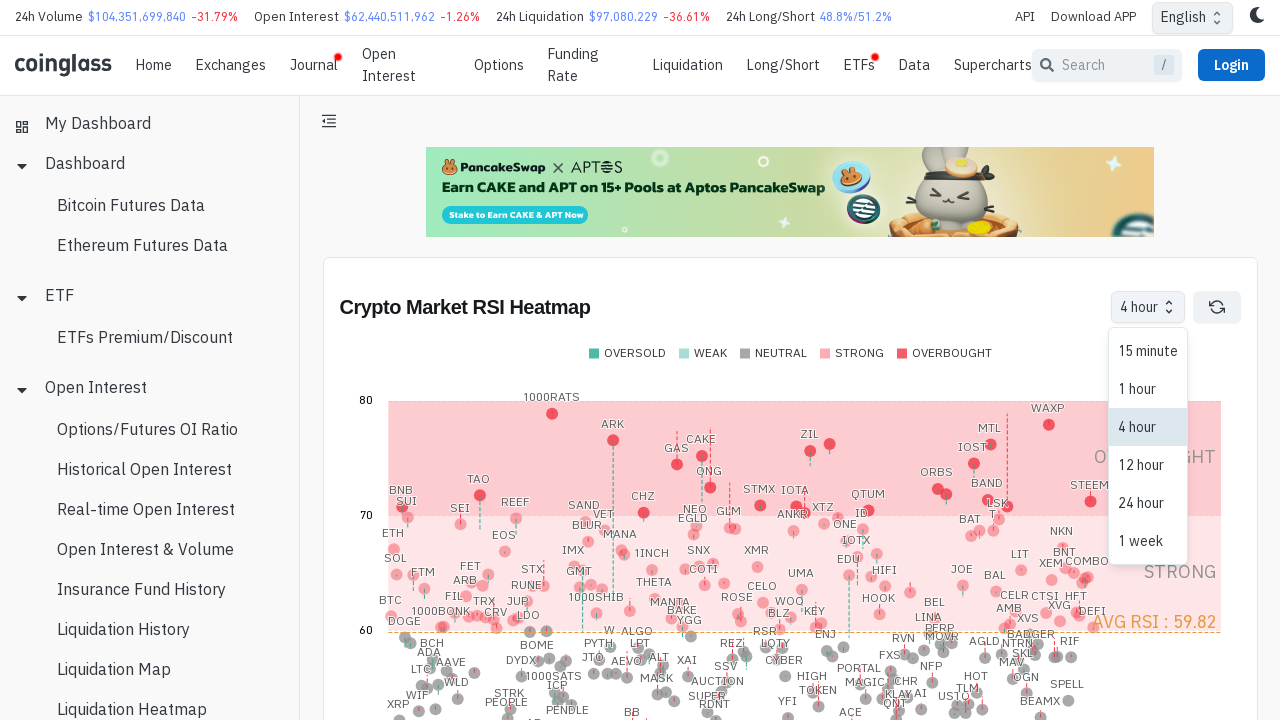 24h Volume $104,351,699,840 -31.79% Open Interest $62,440,511,962 -1.26% 24h Liquidation $97,080,229 -36.61% 24h Long/Short 48.8%/51.2% API Download APP English
coinglass Home Exchanges Journal Open Interest Options Funding Rate Liquidation Long/Short ETFs Data Supercharts Search / Login
My Dashboard
Dashboard
Bitcoin Futures Data
Ethereum Futures Data
ETF
ETFs Premium/Discount
Open Interest
Options/Futures OI Ratio
Historical Open Interest
Real-time Open Interest
Open Interest & Volume
Insurance Fund History
Liquidation History
Liquidation Map
Liquidation Heatmap
PancakeSwap × APTOS
Earn CAKE and APT on 15+ Pools at Aptos PancakeSwap
Stake to Earn CAKE & APT Now
Crypto Market RSI Heatmap 4 hour
15 minute
1 hour
4 hour
12 hour
24 hour
1 week
OVERSOLD WEAK NEUTRAL STRONG OVERBOUGHT
80
1000RATS
WAXP
ARK
ZIL
MTL
CAKE
GAS
IOST
ONG
ORBS
TAO
BAND
STEEM
BNB
STMX
IOTA
QTUM
CHZ
SUI
REEF
SAND
LSK
SEI
NEO
GLM
XTZ
70
VET
ANKR
ID
T
EGLD
BAT
BLUR
ONE
ETH
EOS
MANA
NKN
IMX
1INCH
SNX
XMR
IOTX
LIT
BNT
SOL
EDU
XEM
COMBO
FET
STX
GMT
COTI
UMA
HIFI
JOE
STRONG
FTM
ARB
RUNE
THETA
CELO
BAL
BTC
FIL
TRX
JUP
1000SHIB
MANTA
ROSE
WOO
HOOK
BEL
CELR
CTSI
HFT
1000BONK
CRV
LDO
BAKE
BLZ
KEY
AMB
XVG
DEFI
DOGE
YGG
LINA
XVS
AVG RSI : 59.82
60
W
ALGO
RSR
ENJ
PERP
BADGER
BCH
BOME
PYTH
LPT
REZ
LQTY
RVN
MOVR
AGLD
NTRN
RIF
ADA
AAVE
DYDX
JTO
AEVO
ALT
XAI
SSV
CYBER
FXS
NFP
MAV
SKL
LTC
WLD
1000SATS
MASK
AUCTION
HIGH
PORTAL
MAGIC
CHR
HOT
OGN
WIF
STRK
ICP
SUPER
TOKEN
KLAY
AI
TLM
SPELL
XRP
PEOPLE
PENDLE
BB
RDNT
YFI
ACE
QNT
USTC
BEAMX